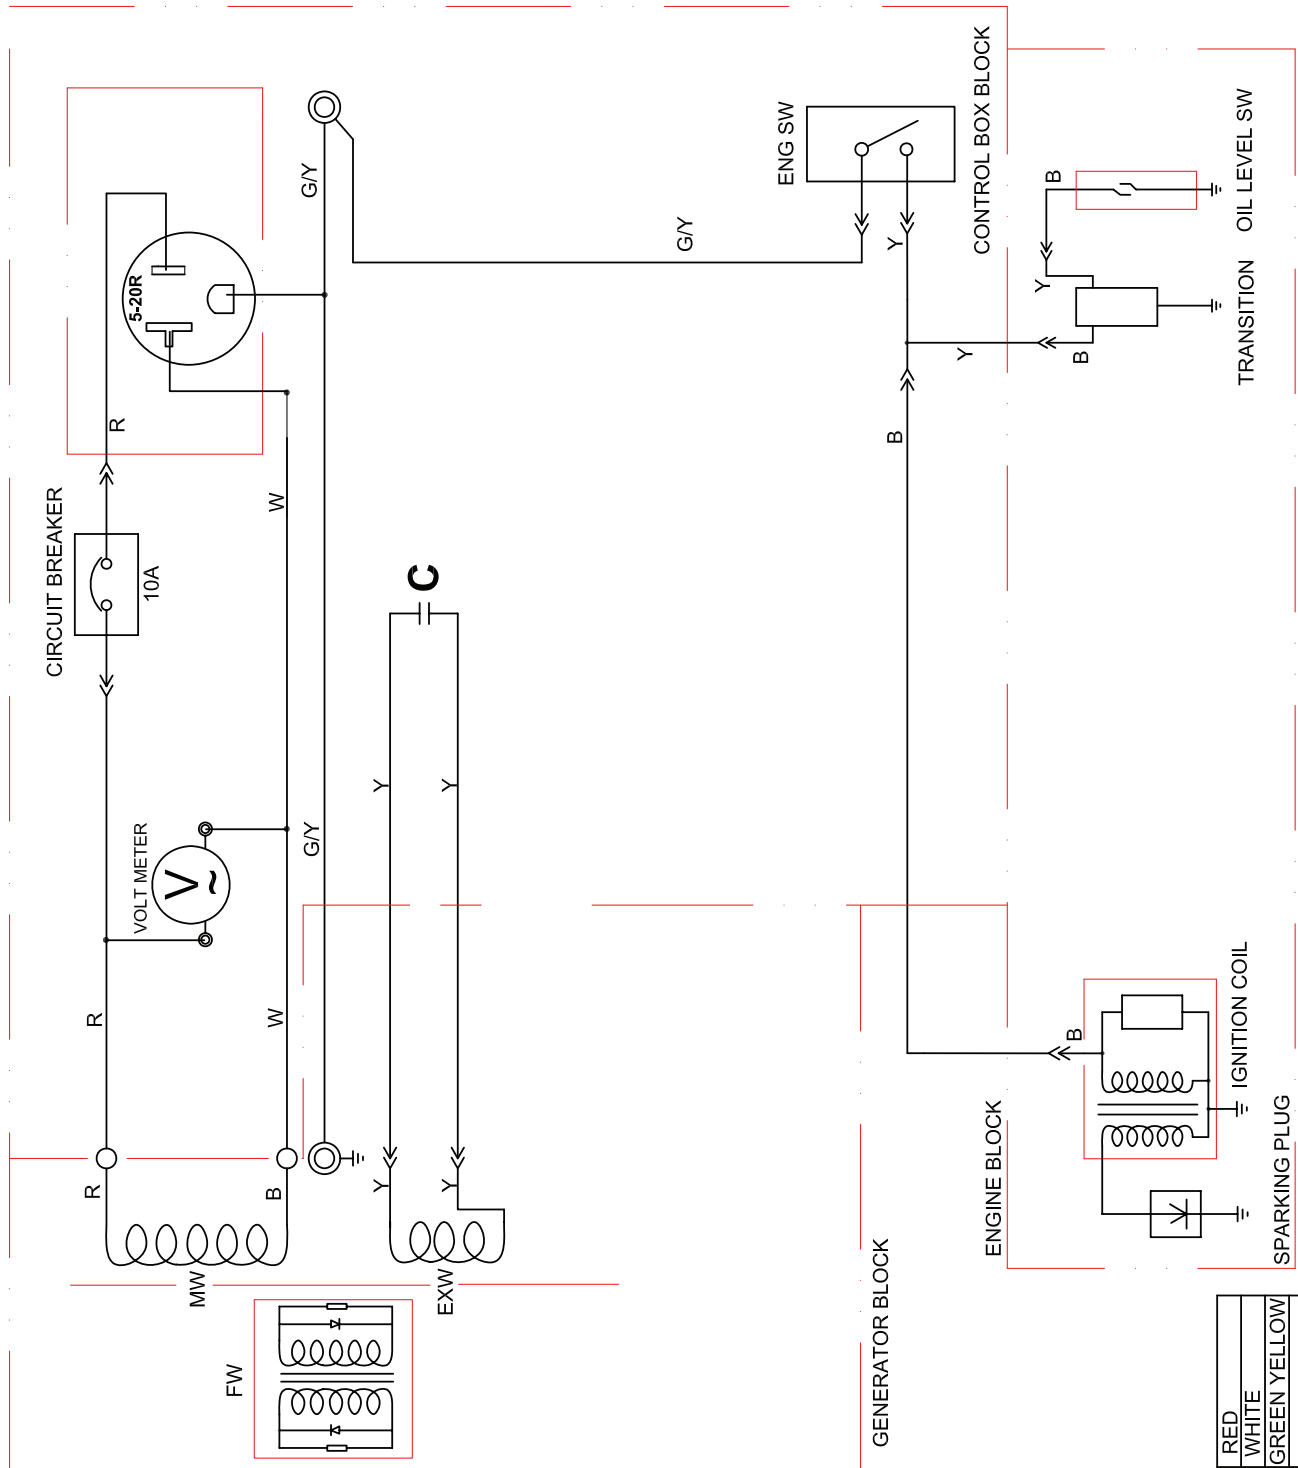 FW
MW
EXW
GENERATOR BLOCK
R
B
Y
Y
R
W
VOLT METER
V
~
G/Y
Y
Y
C
CIRCUIT BREAKER
10A
R
W
5-20R
G/Y
G/Y
ENG SW
Y
B
CONTROL BOX BLOCK
Y
B
Y
B
TRANSITION
OIL LEVEL SW
ENGINE BLOCK
B
IGNITION COIL
SPARKING PLUG
RED
WHITE
GREEN YELLOW